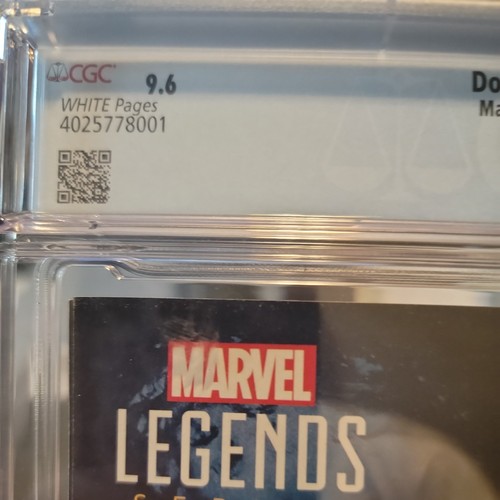 CGC 9.6
WHITE Pages
4025778001
Do
Ma
MARVEL
LEGENDS